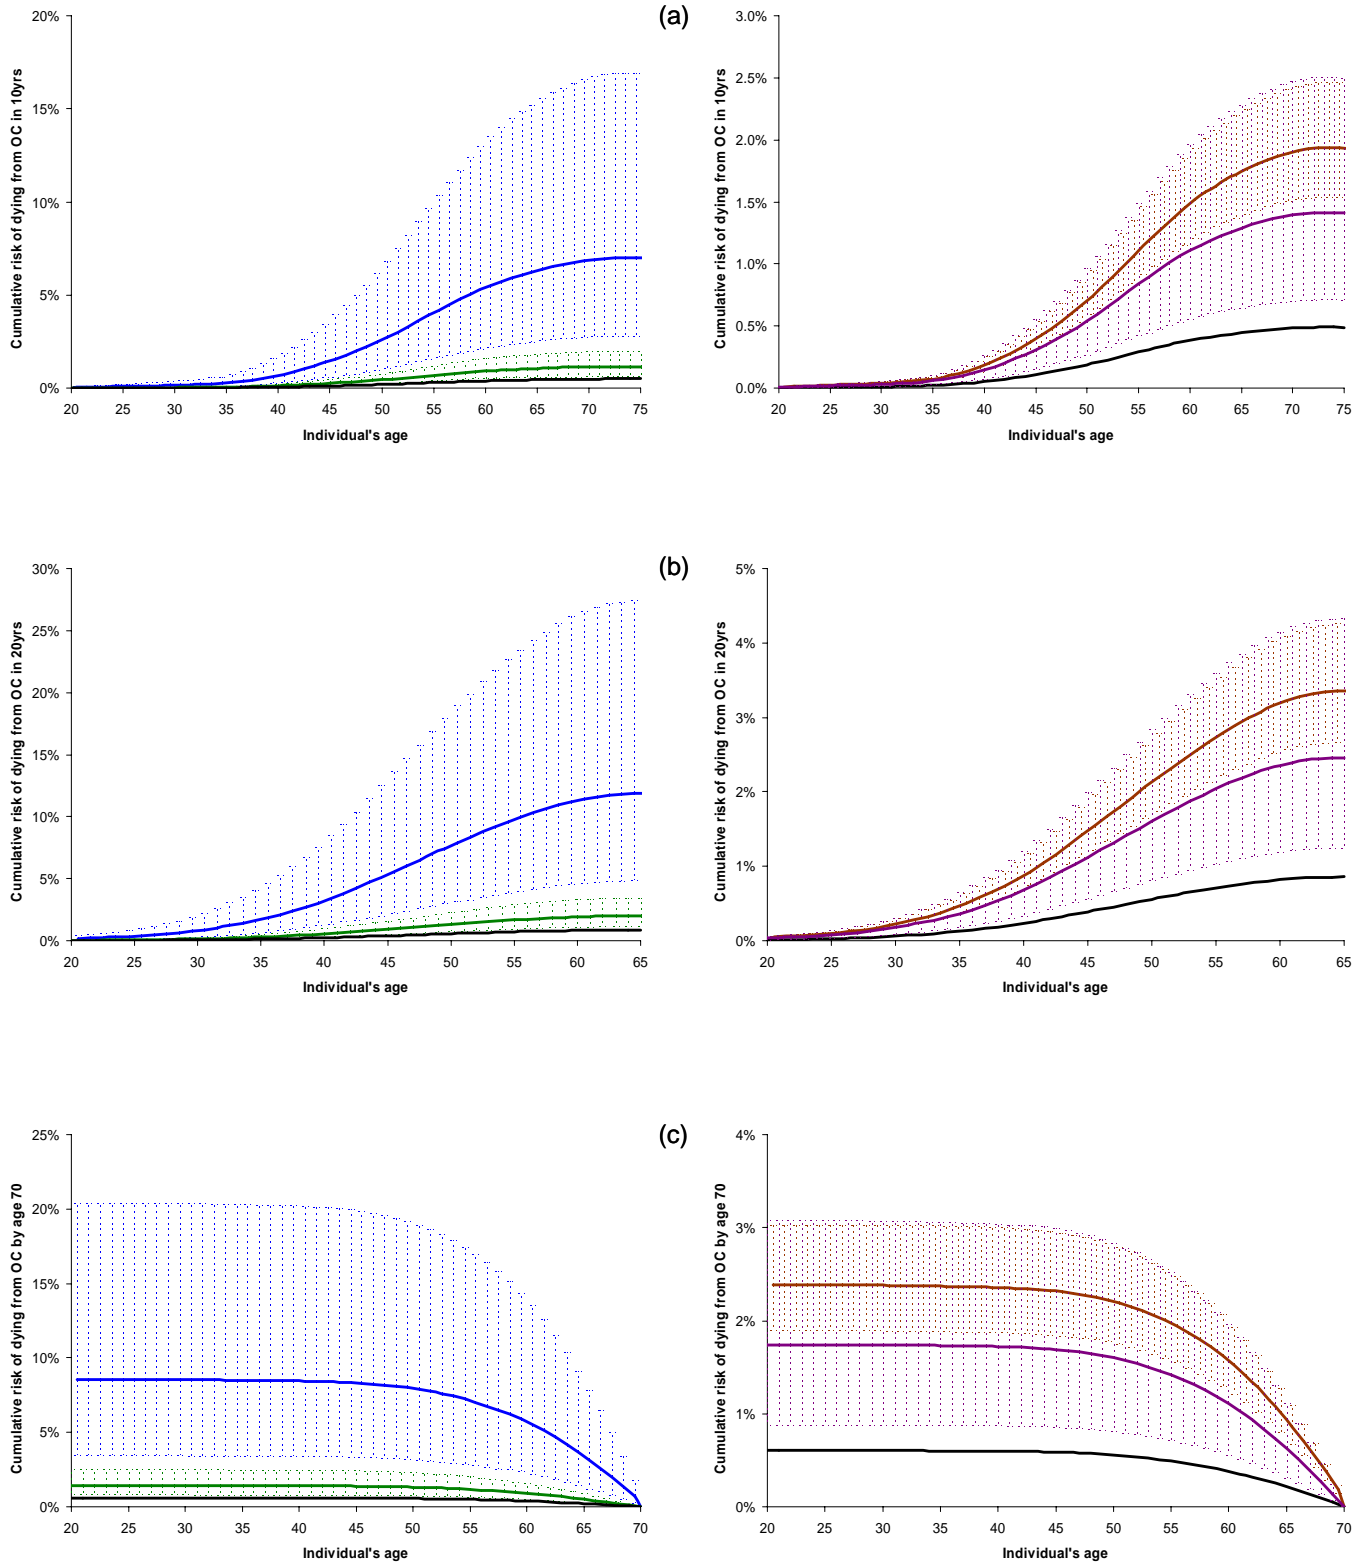 (a)
Cumulative risk of dying from OC in 10yrs
20%
15%
10%
5%
0%
20 25 30 35 40 45 50 55 60 65 70 75
Individual's age
Cumulative risk of dying from OC in 10yrs
3.0%
2.5%
2.0%
1.5%
1.0%
0.5%
0.0%
20 25 30 35 40 45 50 55 60 65 70 75
Individual's age
(b)
Cumulative risk of dying from OC in 20yrs
30%
25%
20%
15%
10%
5%
0%
20 25 30 35 40 45 50 55 60 65
Individual's age
Cumulative risk of dying from OC in 20yrs
5%
4%
3%
2%
1%
0%
20 25 30 35 40 45 50 55 60 65
Individual's age
(c)
Cumulative risk of dying from OC by age 70
25%
20%
15%
10%
5%
0%
20 25 30 35 40 45 50 55 60 65 70
Individual's age
Cumulative risk of dying from OC by age 70
4%
3%
2%
1%
0%
20 25 30 35 40 45 50 55 60 65 70
Individual's age